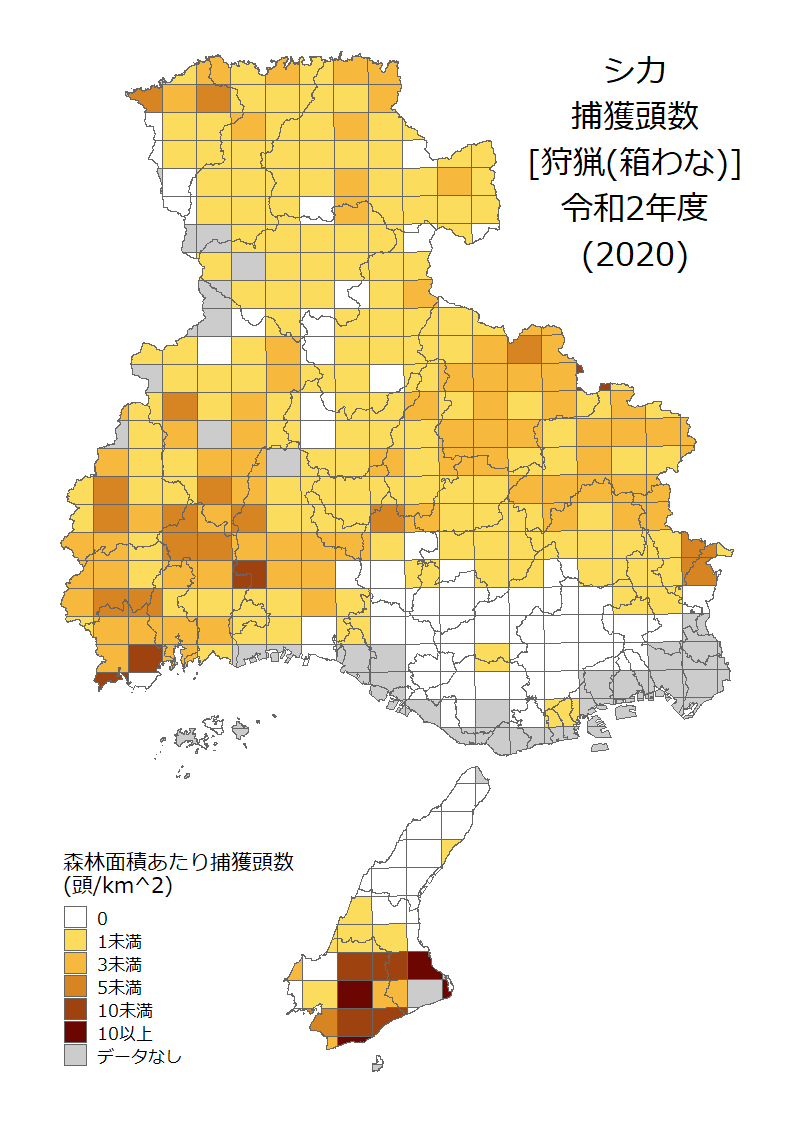 シカ
捕獲頭数
[狩猟(箱わな)]
令和2年度
(2020)
森林面積あたり捕獲頭数
(頭/km^2)
0
1未満
3未満
5未満
10未満
10以上
データなし